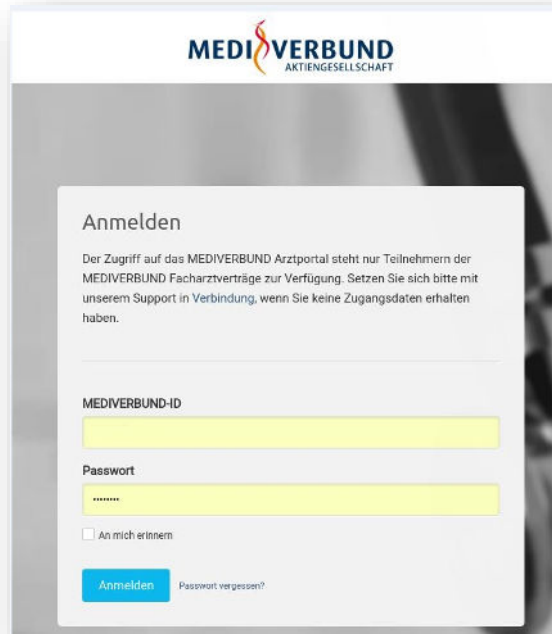 MEDIVERBUND
AKTIENGESELLSCHAFT
Anmelden
Der Zugriff auf das MEDIVERBUND Arztportal steht nur Teilnehmern der
MEDIVERBUND Facharztverträge zur Verfügung. Setzen Sie sich bitte mit
unserem Support in Verbindung, wenn Sie keine Zugangsdaten erhalten
haben.
MEDIVERBUND-ID
Passwort
••••••••
An mich erinnern
Anmelden Passwort vergessen?